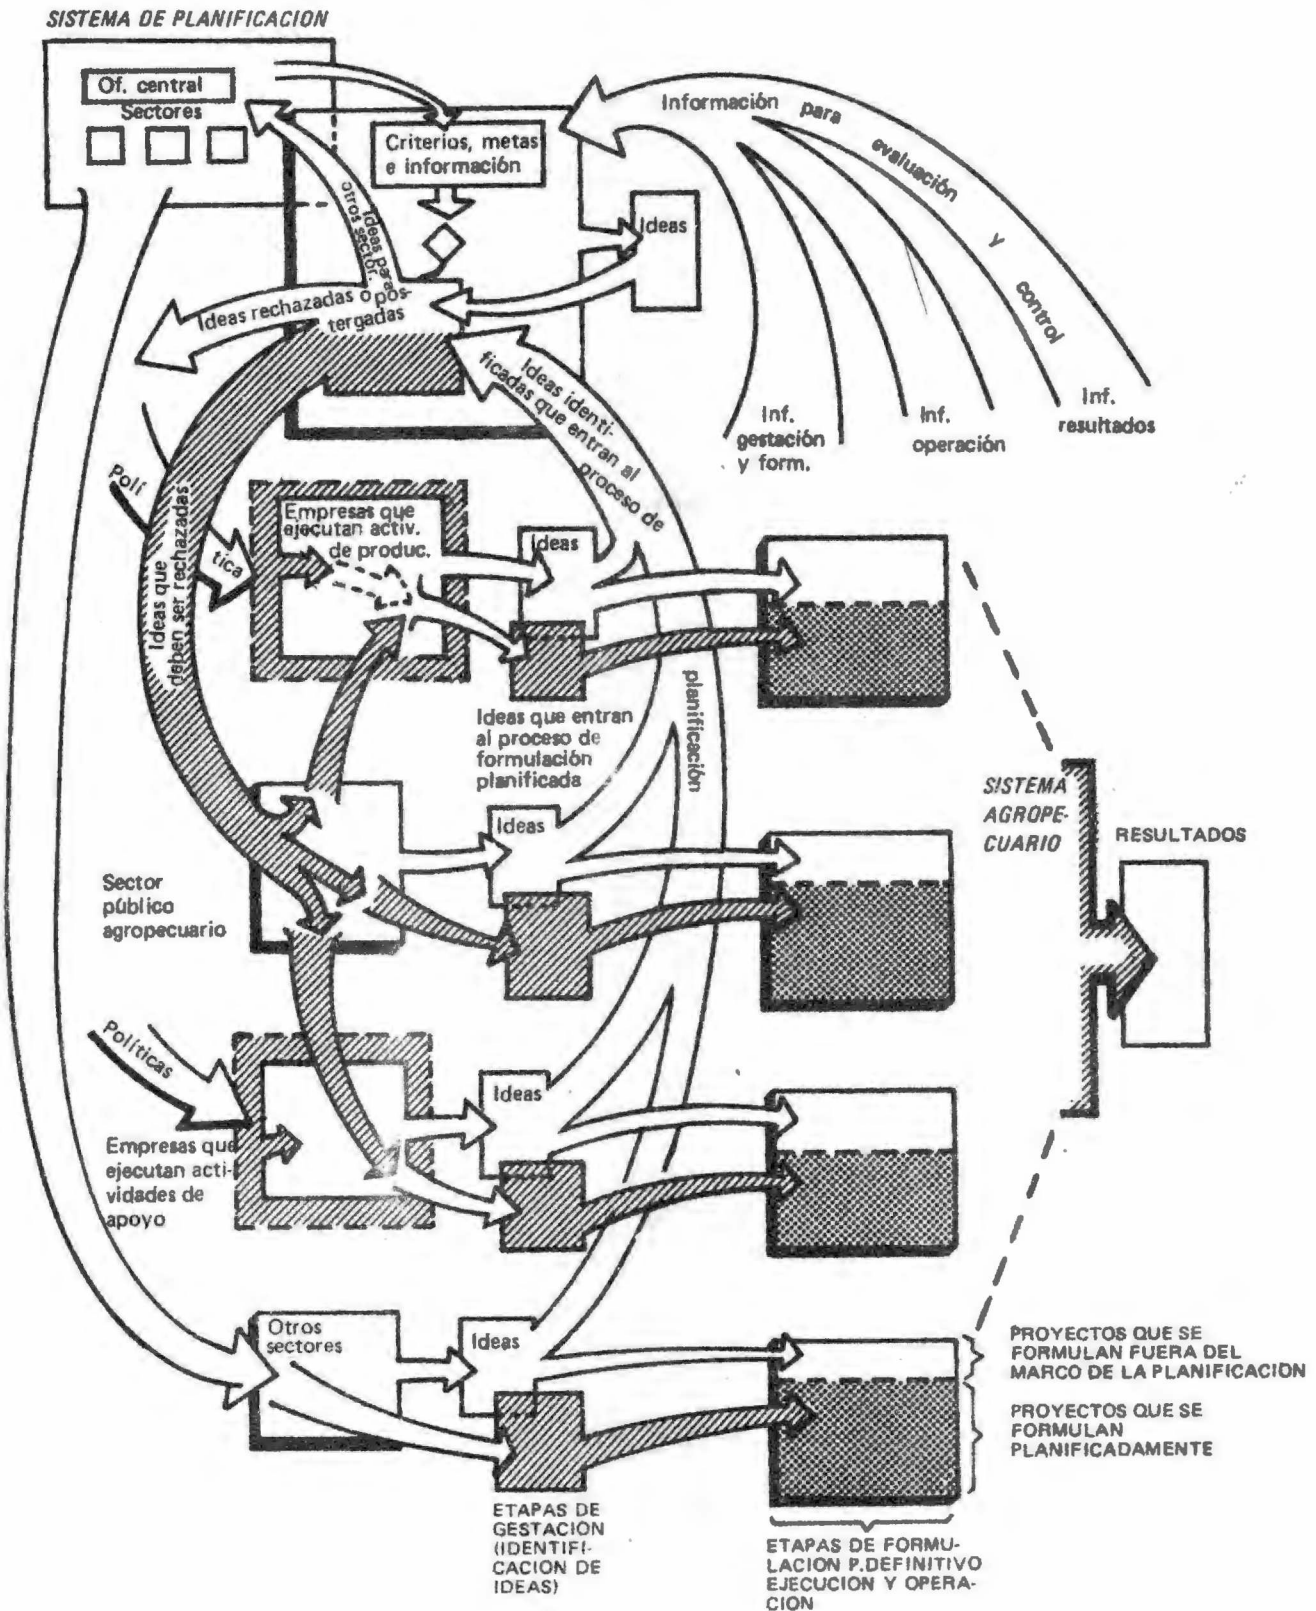 SISTEMA DE PLANIFICACION
Of. central
Sectores
Criterios, metas
e información
Ideas para
otros sector.
Ideas
Información para evaluación y control
Inf.
gestación
y form.
Inf.
operación
Inf.
resultados
Ideas rechazadas o pos-
tergadas
Ideas identi-
ficadas que entran al
proceso de
planificación
Polí
tica
Ideas que
deben ser rechazadas
Empresas que
ejecutan activ.
de produc.
Ideas
Ideas que entran
al proceso de
formulación
planificada
Sector
público
agropecuario
Ideas
SISTEMA
AGROPE-
CUARIO
RESULTADOS
Políticas
Empresas que
ejecutan acti-
vidades de
apoyo
Ideas
Otros
sectores
Ideas
PROYECTOS QUE SE
FORMULAN FUERA DEL
MARCO DE LA PLANIFICACION
PROYECTOS QUE SE
FORMULAN
PLANIFICADAMENTE
ETAPAS DE
GESTACION
(IDENTIFI-
CACION DE
IDEAS)
ETAPAS DE FORMU-
LACION P.DEFINITIVO
EJECUCION Y OPERA-
CION